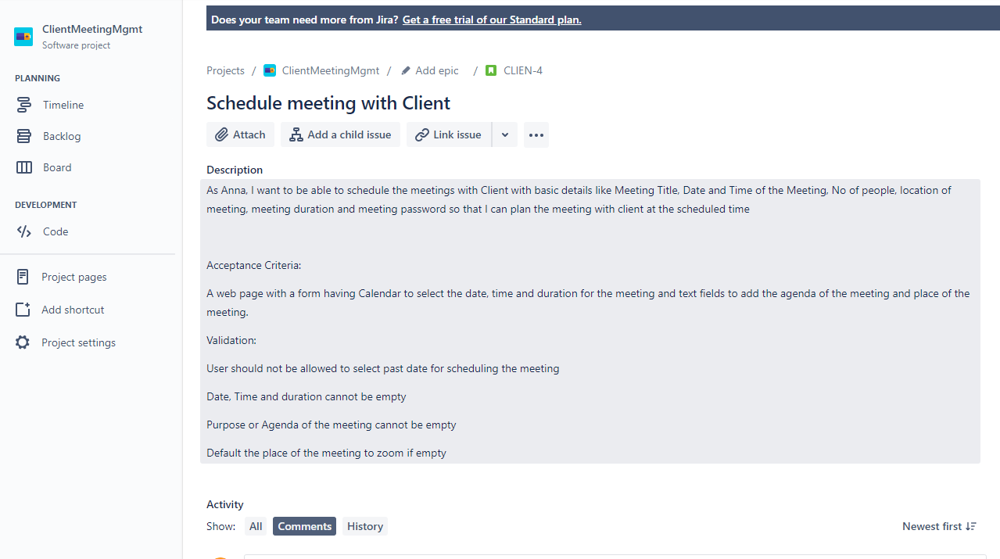 Does your team need more from Jira? Get a free trial of our Standard plan.
ClientMeetingMgmt
Software project
PLANNING
Timeline
Backlog
Board
DEVELOPMENT
Code
Project pages
Add shortcut
Project settings
Projects / ClientMeetingMgmt / Add epic / CLIEN-4
Schedule meeting with Client
Attach Add a child issue Link issue
Description
As Anna, I want to be able to schedule the meetings with Client with basic details like Meeting Title, Date and Time of the Meeting, No of people, location of
meeting, meeting duration and meeting password so that I can plan the meeting with client at the scheduled time
Acceptance Criteria:
A web page with a form having Calendar to select the date, time and duration for the meeting and text fields to add the agenda of the meeting and place of the
meeting.
Validation:
User should not be allowed to select past date for scheduling the meeting
Date, Time and duration cannot be empty
Purpose or Agenda of the meeting cannot be empty
Default the place of the meeting to zoom if empty
Activity
Show: All Comments History Newest first